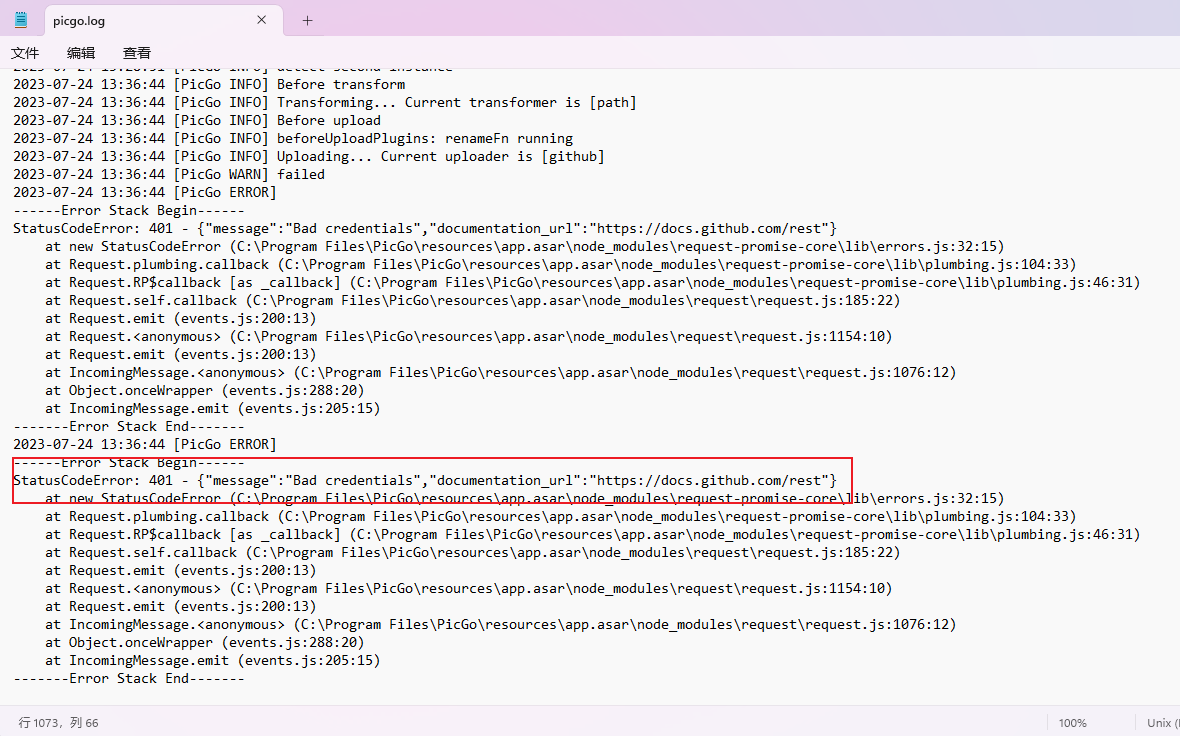 picgo.log
文件 编辑 查看
2023-07-24 13:36:44 [PicGo INFO] Before transform
2023-07-24 13:36:44 [PicGo INFO] Transforming... Current transformer is [path]
2023-07-24 13:36:44 [PicGo INFO] Before upload
2023-07-24 13:36:44 [PicGo INFO] beforeUploadPlugins: renameFn running
2023-07-24 13:36:44 [PicGo INFO] Uploading... Current uploader is [github]
2023-07-24 13:36:44 [PicGo WARN] failed
2023-07-24 13:36:44 [PicGo ERROR]
------Error Stack Begin------
StatusCodeError: 401 - {"message":"Bad credentials","documentation_url":"https://docs.github.com/rest"}
    at new StatusCodeError (C:\Program Files\PicGo\resources\app.asar\node_modules\request-promise-core\lib\errors.js:32:15)
    at Request.plumbing.callback (C:\Program Files\PicGo\resources\app.asar\node_modules\request-promise-core\lib\plumbing.js:104:33)
    at Request.RP$callback [as _callback] (C:\Program Files\PicGo\resources\app.asar\node_modules\request-promise-core\lib\plumbing.js:46:31)
    at Request.self.callback (C:\Program Files\PicGo\resources\app.asar\node_modules\request\request.js:185:22)
    at Request.emit (events.js:200:13)
    at Request.<anonymous> (C:\Program Files\PicGo\resources\app.asar\node_modules\request\request.js:1154:10)
    at Request.emit (events.js:200:13)
    at IncomingMessage.<anonymous> (C:\Program Files\PicGo\resources\app.asar\node_modules\request\request.js:1076:12)
    at Object.onceWrapper (events.js:288:20)
    at IncomingMessage.emit (events.js:205:15)
-------Error Stack End-------
2023-07-24 13:36:44 [PicGo ERROR]
------Error Stack Begin------
StatusCodeError: 401 - {"message":"Bad credentials","documentation_url":"https://docs.github.com/rest"}
    at new StatusCodeError (C:\Program Files\PicGo\resources\app.asar\node_modules\request-promise-core\lib\errors.js:32:15)
    at Request.plumbing.callback (C:\Program Files\PicGo\resources\app.asar\node_modules\request-promise-core\lib\plumbing.js:104:33)
    at Request.RP$callback [as _callback] (C:\Program Files\PicGo\resources\app.asar\node_modules\request-promise-core\lib\plumbing.js:46:31)
    at Request.self.callback (C:\Program Files\PicGo\resources\app.asar\node_modules\request\request.js:185:22)
    at Request.emit (events.js:200:13)
    at Request.<anonymous> (C:\Program Files\PicGo\resources\app.asar\node_modules\request\request.js:1154:10)
    at Request.emit (events.js:200:13)
    at IncomingMessage.<anonymous> (C:\Program Files\PicGo\resources\app.asar\node_modules\request\request.js:1076:12)
    at Object.onceWrapper (events.js:288:20)
    at IncomingMessage.emit (events.js:205:15)
-------Error Stack End-------
行 1073，列 66 100% Unix (